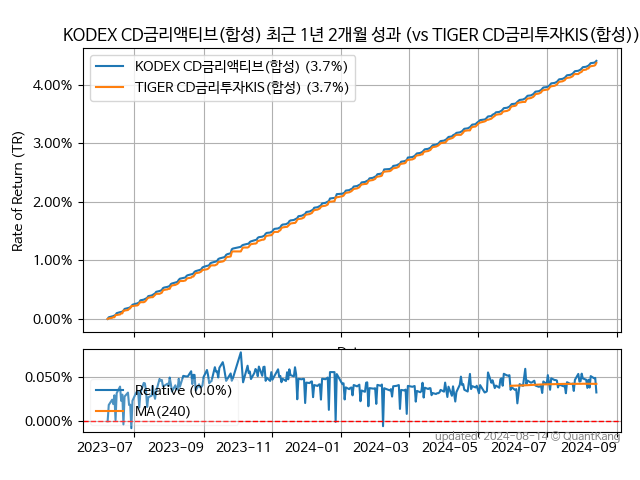 KODEX CD금리액티브(합성) 최근 1년 2개월 성과 (vs TIGER CD금리투자KIS(합성))
KODEX CD금리액티브(합성) (3.7%)
TIGER CD금리투자KIS(합성) (3.7%)
Rate of Return (TR)
4.00%
3.00%
2.00%
1.00%
0.00%
0.050%
0.000%
Relative (0.0%)
MA(240)
2023-07 2023-09 2023-11 2024-01 2024-03 2024-05 2024-07 2024-09
updated: 2024-08-14 © QuantKang